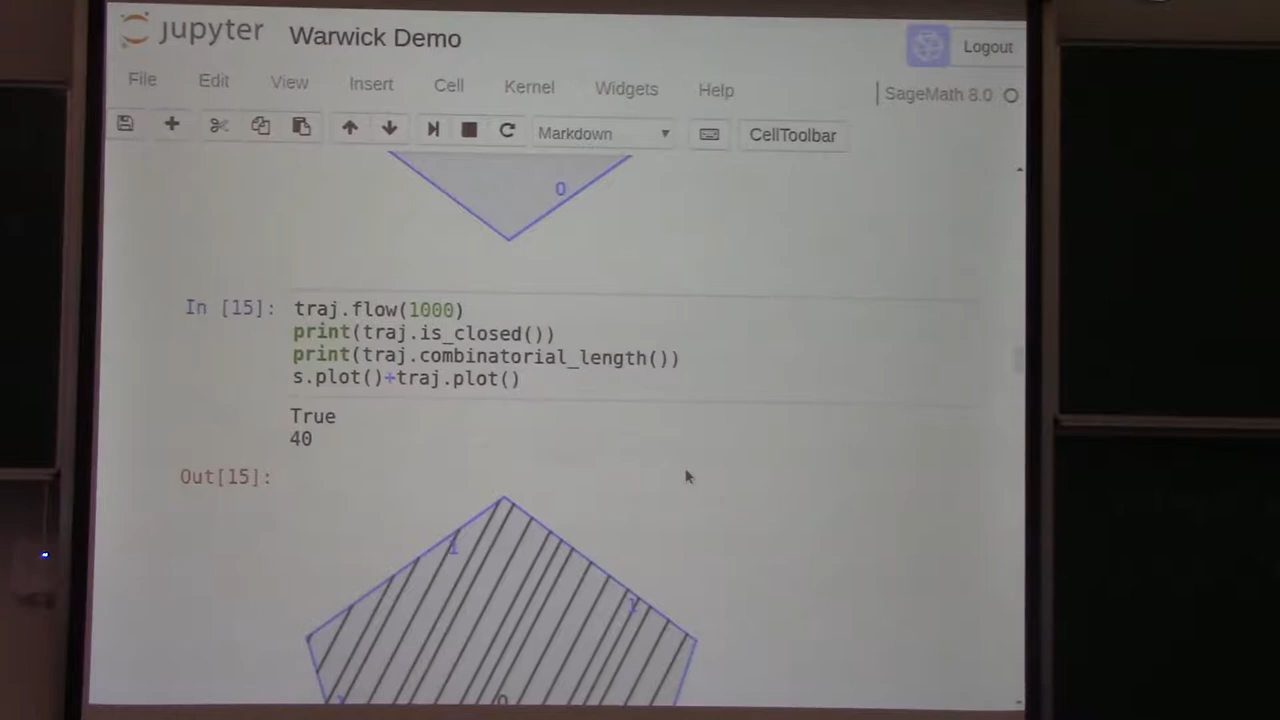 jupyter Warwick Demo
Logout
File Edit View Insert Cell Kernel Widgets Help
SageMath 8.0
Markdown
CellToolbar
0
In [15]: traj.flow(1000)
print(traj.is_closed())
print(traj.combinatorial_length())
s.plot()+traj.plot()
True
40
Out[15]:
1
0